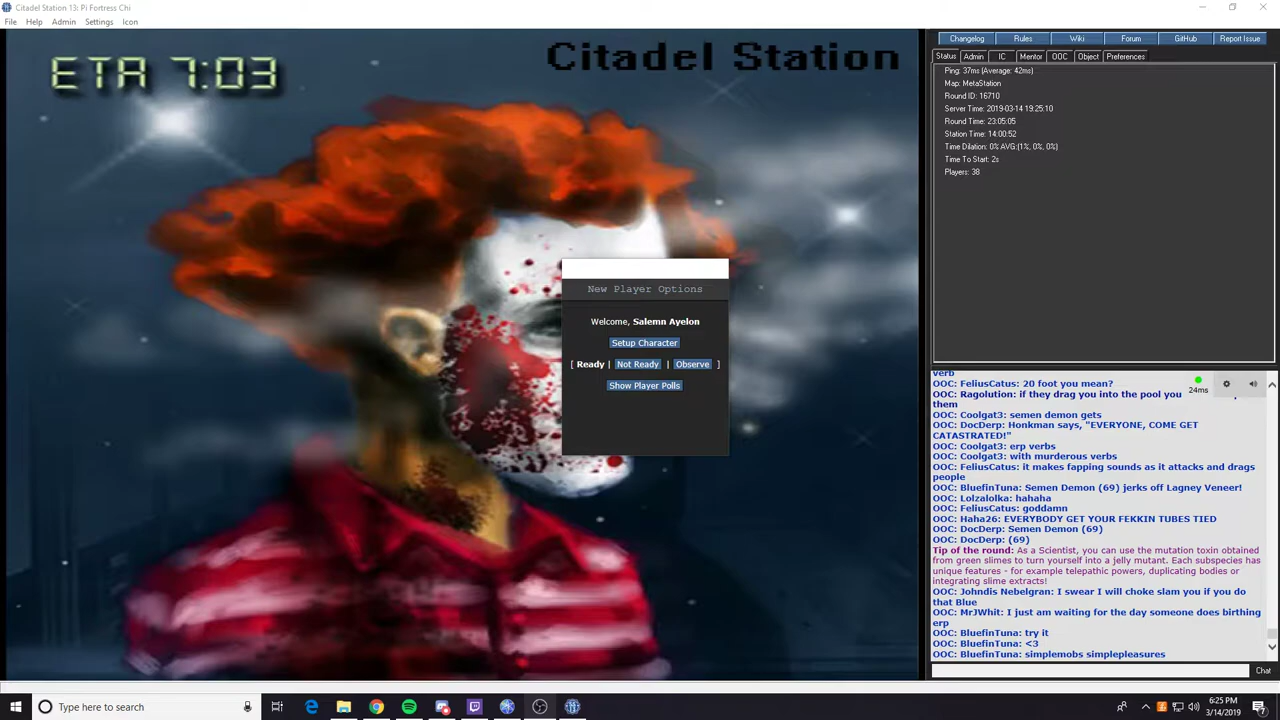 Citadel Station 13: Pi Fortress Chi
File Help Admin Settings Icon
ETA 7:03
Citadel Station
New Player Options
Welcome, Salemn Ayelon
Setup Character
[ Ready | Not Ready | Observe ]
Show Player Polls
Changelog Rules Wiki Forum GitHub Report Issue
Status Admin IC Mentor OOC Object Preferences
Ping: 37ms (Average: 42ms)
Map: MetaStation
Round ID: 16710
Server Time: 2019-03-14 19:25:10
Round Time: 23:05:05
Station Time: 14:00:52
Time Dilation: 0% AVG:(1%, 0%, 0%)
Time To Start: 2s
Players: 38
verb
OOC: FeliusCatus: 20 foot you mean?
OOC: Ragolution: if they drag you into the pool you
them
OOC: Coolgat3: semen demon gets
OOC: DocDerp: Honkman says, "EVERYONE, COME GET
CATASTRATED!"
OOC: Coolgat3: erp verbs
OOC: Coolgat3: with murderous verbs
OOC: FeliusCatus: it makes fapping sounds as it attacks and drags
people
OOC: BluefinTuna: Semen Demon (69) jerks off Lagney Veneer!
OOC: Lolzalolka: hahaha
OOC: FeliusCatus: goddamn
OOC: Haha26: EVERYBODY GET YOUR FEKKIN TUBES TIED
OOC: DocDerp: Semen Demon (69)
OOC: DocDerp: (69)
Tip of the round: As a Scientist, you can use the mutation toxin obtained
from green slimes to turn yourself into a jelly mutant. Each subspecies has
unique features - for example telepathic powers, duplicating bodies or
integrating slime extracts!
OOC: Johndis Nebelgran: I swear I will choke slam you if you do
that Blue
OOC: MrJWhit: I just am waiting for the day someone does birthing
erp
OOC: BluefinTuna: try it
OOC: BluefinTuna: <3
OOC: BluefinTuna: simplemobs simplepleasures
24ms
Chat
Type here to search
6:25 PM
3/14/2019